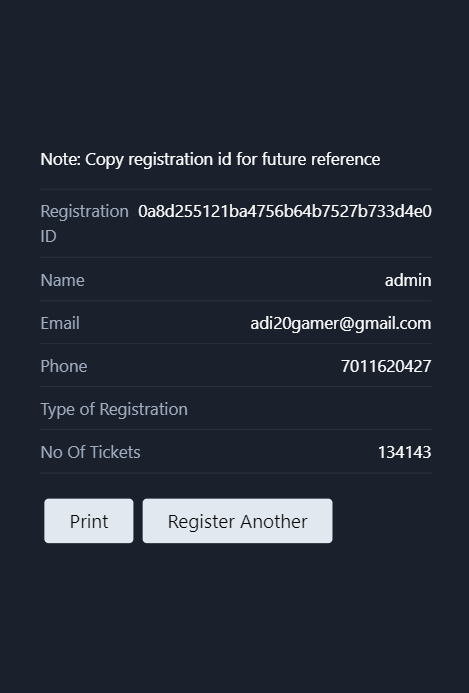 Note: Copy registration id for future reference
Registration 0a8d255121ba4756b64b7527b733d4e0
ID
Name admin
Email adi20gamer@gmail.com
Phone 7011620427
Type of Registration
No Of Tickets 134143
Print Register Another